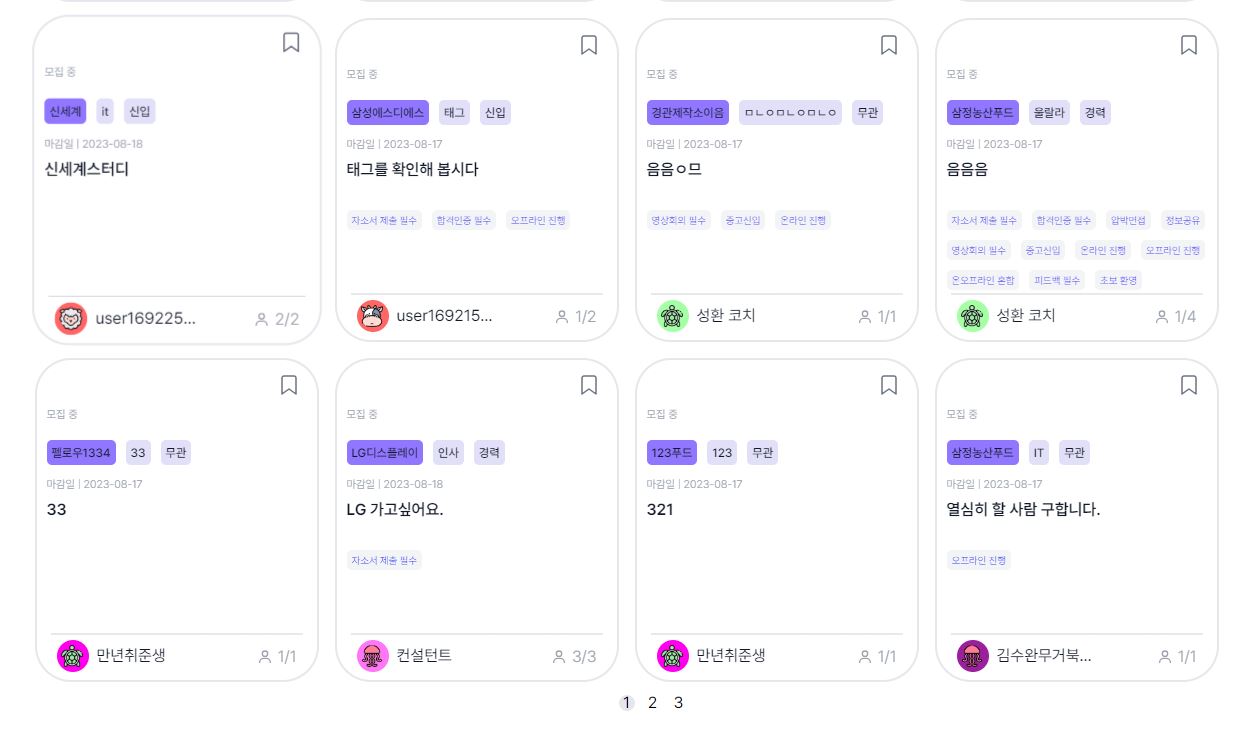 모집 중
신세계 it 신입
마감일 | 2023-08-18
신세계스터디
user169225... 2/2
모집 중
삼성에스디에스 태그 신입
마감일 | 2023-08-17
태그를 확인해 봅시다
자소서 제출 필수 합격인증 필수 오프라인 진행
user169215... 1/2
모집 중
경관제작소이음 ㅁㄴㅇㅁㄴㅇㅁㄴㅇ 무관
마감일 | 2023-08-17
음음ㅇ므
영상회의 필수 중고신입 온라인 진행
성환 코치 1/1
모집 중
삼정농산푸드 울랄라 경력
마감일 | 2023-08-17
음음음
자소서 제출 필수 합격인증 필수 압박면접 정보공유
영상회의 필수 중고신입 온라인 진행 오프라인 진행
온오프라인 혼합 피드백 필수 초보 환영
성환 코치 1/4
모집 중
펠로우1334 33 무관
마감일 | 2023-08-17
33
만년취준생 1/1
모집 중
LG디스플레이 인사 경력
마감일 | 2023-08-18
LG 가고싶어요.
자소서 제출 필수
컨설턴트 3/3
모집 중
123푸드 123 무관
마감일 | 2023-08-17
321
만년취준생 1/1
모집 중
삼정농산푸드 IT 무관
마감일 | 2023-08-17
열심히 할 사람 구합니다.
오프라인 진행
김수완무거북... 1/1
1 2 3